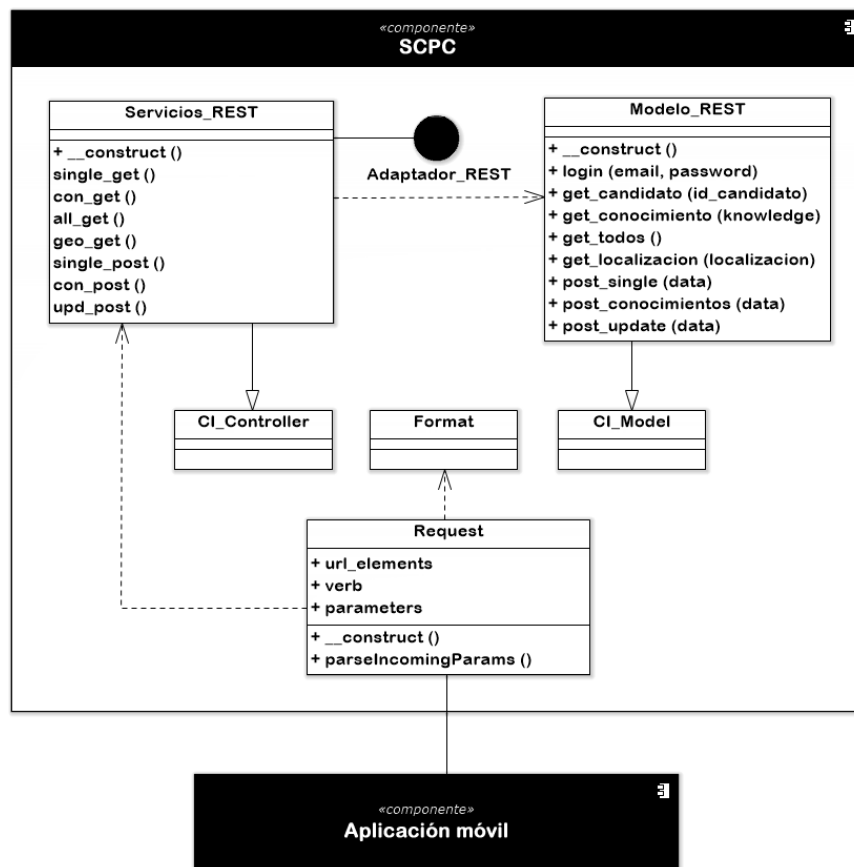 «componente»
SCPC
Servicios_REST
+ __construct ()
single_get ()
con_get ()
all_get ()
geo_get ()
single_post ()
con_post ()
upd_post ()
Adaptador_REST
Modelo_REST
+ __construct ()
+ login (email, password)
+ get_candidato (id_candidato)
+ get_conocimiento (knowledge)
+ get_todos ()
+ get_localizacion (localizacion)
+ post_single (data)
+ post_conocimientos (data)
+ post_update (data)
CI_Controller
Format
CI_Model
Request
+ url_elements
+ verb
+ parameters
+ __construct ()
+ parseIncomingParams ()
«componente»
Aplicación móvil